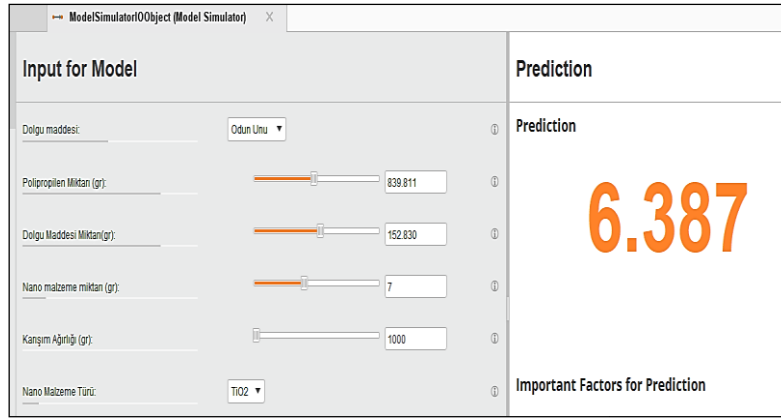 ModelSimulatorIOObject (Model Simulator)
Input for Model
Dolgu maddesi:
Odun Unu
Polipropilen Miktarı (gr):
839.811
Dolgu Maddesi Miktarı(gr):
152.830
Nano malzeme miktarı (gr):
7
Karışım Ağırlığı (gr):
1000
Nano Malzeme Türü:
TiO2
Prediction
Prediction
6.387
Important Factors for Prediction